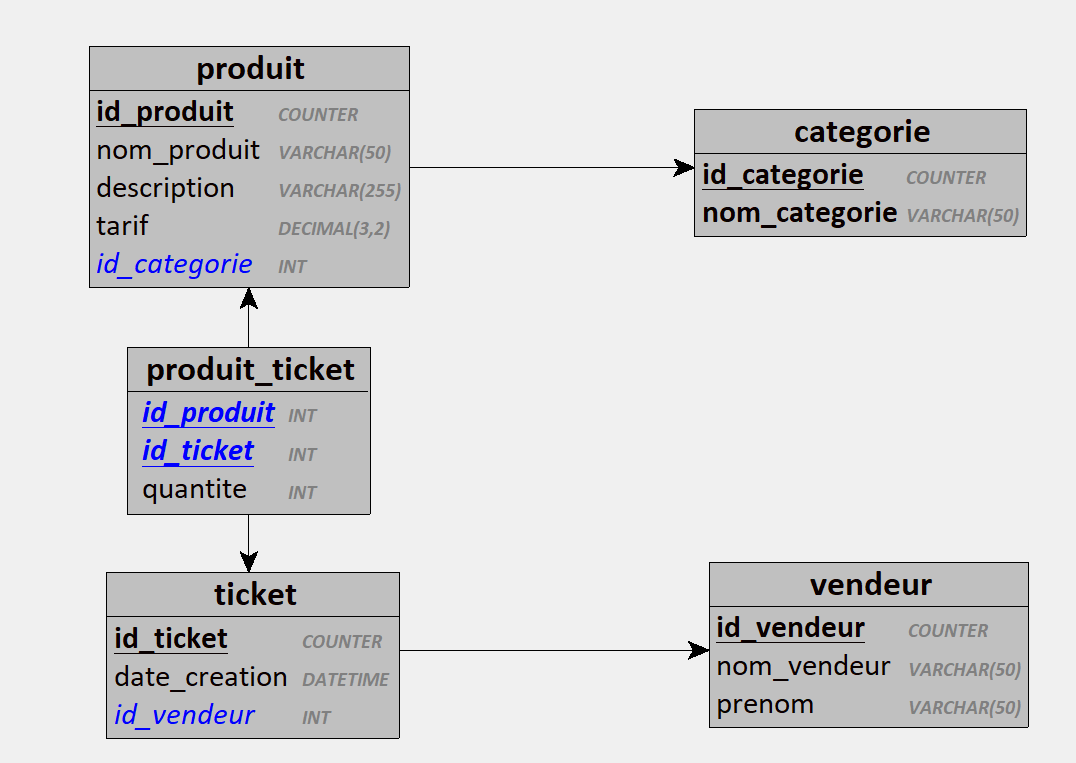 produit
id_produit COUNTER
nom_produit VARCHAR(50)
description VARCHAR(255)
tarif DECIMAL(3,2)
id_categorie INT
categorie
id_categorie COUNTER
nom_categorie VARCHAR(50)
produit_ticket
id_produit INT
id_ticket INT
quantite INT
ticket
id_ticket COUNTER
date_creation DATETIME
id_vendeur INT
vendeur
id_vendeur COUNTER
nom_vendeur VARCHAR(50)
prenom VARCHAR(50)